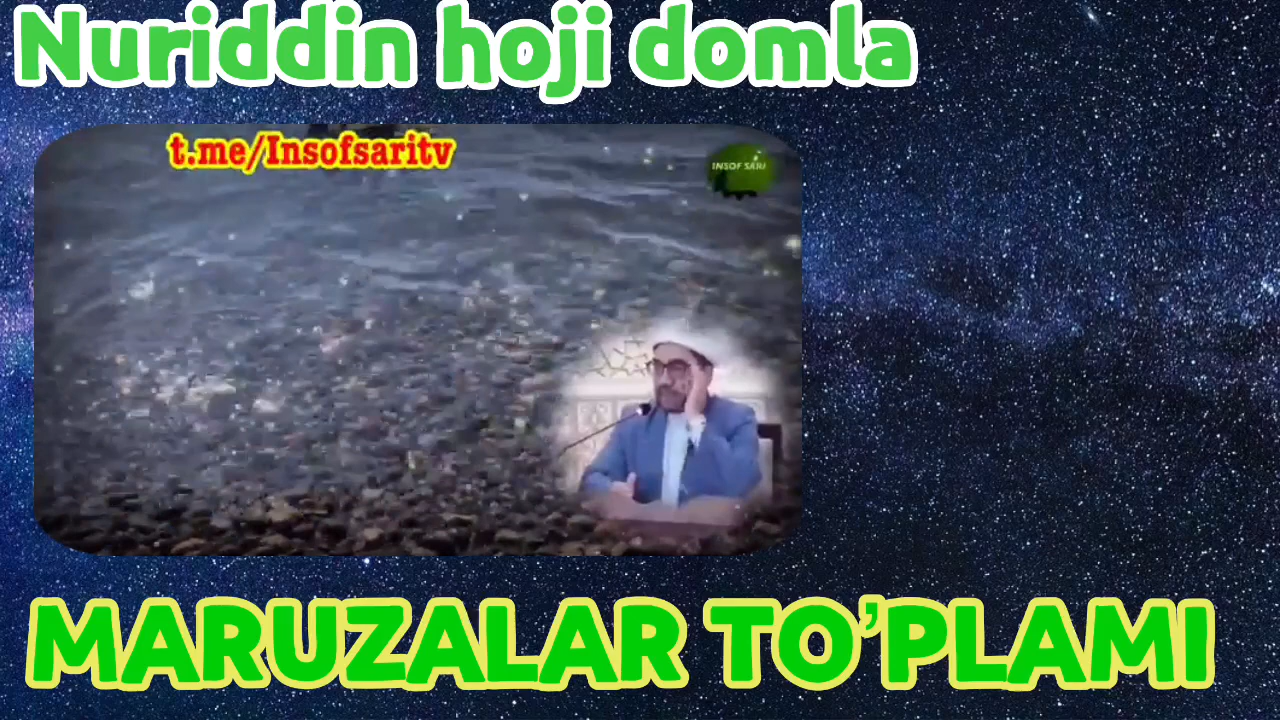 Nuriddin hoji domla
t.me/Insofsaritv
INSOF SARI
MARUZALAR TO’PLAMI